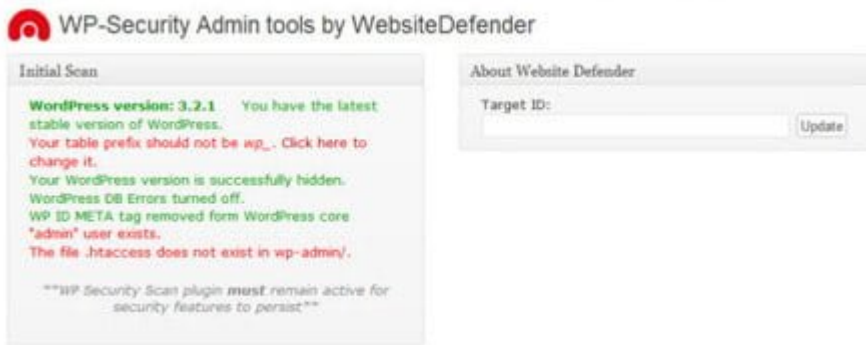 WP-Security Admin tools by WebsiteDefender
Initial Scan
WordPress version: 3.2.1 You have the latest
stable version of WordPress.
Your table prefix should not be wp_. Click here to
change it.
Your WordPress version is successfully hidden.
WordPress DB Errors turned off.
WP ID META tag removed form WordPress core
"admin" user exists.
The file .htaccess does not exist in wp-admin/.
**WP Security Scan plugin must remain active for
security features to persist**
About Website Defender
Target ID:
Update